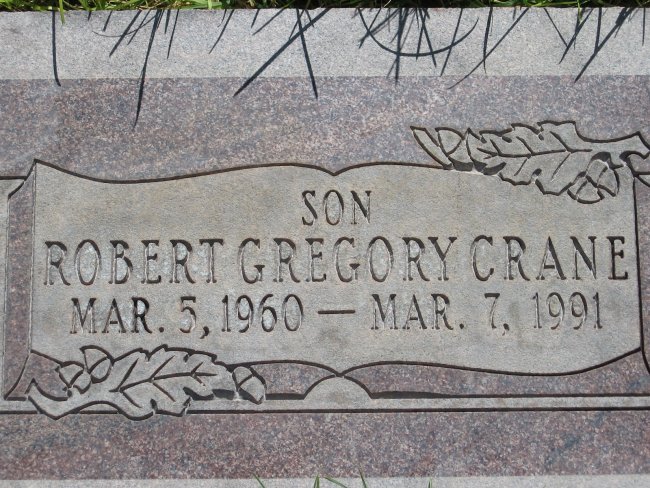 SON
ROBERT GREGORY CRANE
MAR. 5, 1960 — MAR. 7, 1991